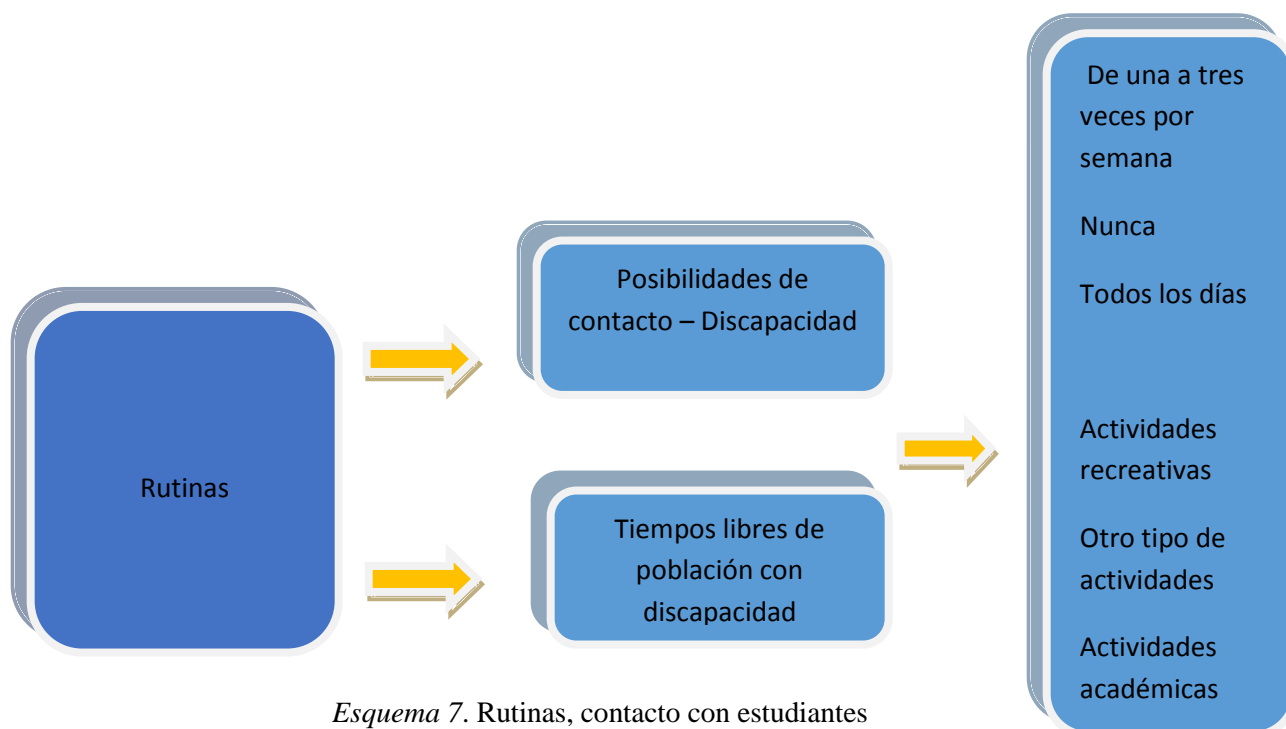 Rutinas
Posibilidades de
contacto – Discapacidad
Tiempos libres de
población con
discapacidad
De una a tres
veces por
semana
Nunca
Todos los días
Actividades
recreativas
Otro tipo de
actividades
Actividades
académicas
Esquema 7. Rutinas, contacto con estudiantes